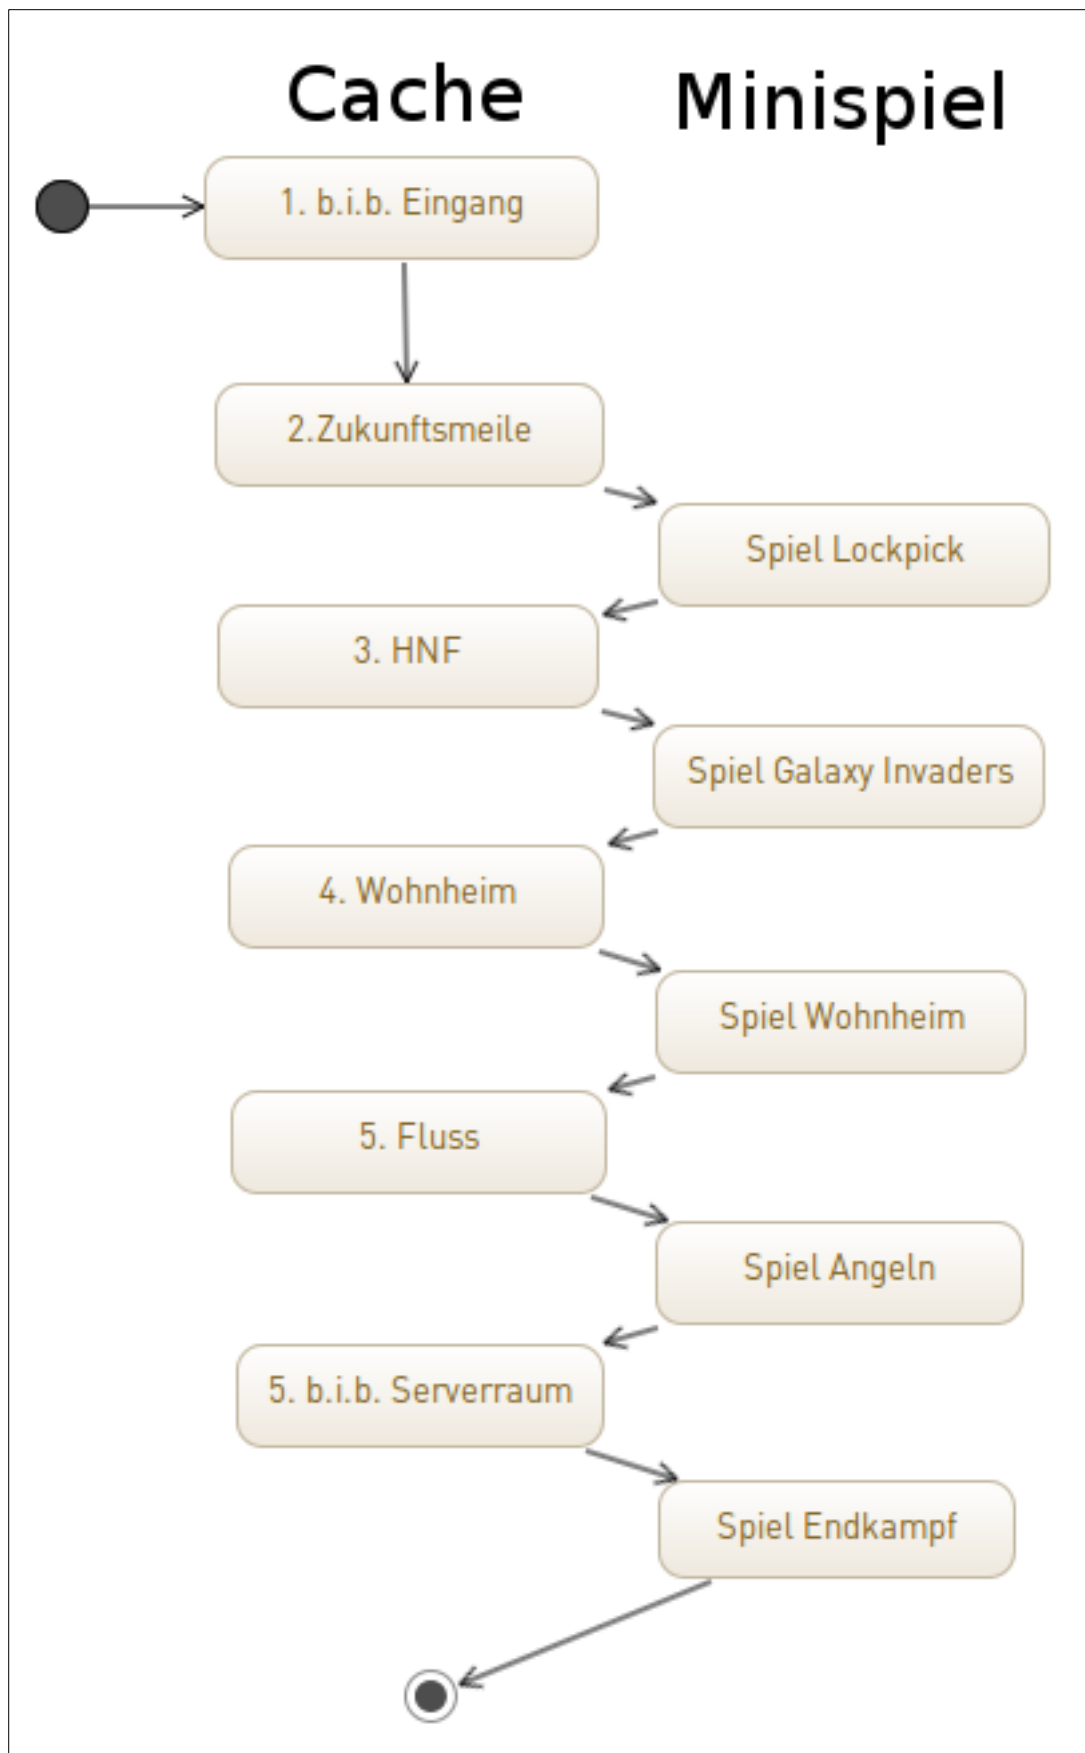 Cache
Minispiel
1. b.i.b. Eingang
2.Zukunftsmeile
Spiel Lockpick
3. HNF
Spiel Galaxy Invaders
4. Wohnheim
Spiel Wohnheim
5. Fluss
Spiel Angeln
5. b.i.b. Serverraum
Spiel Endkampf